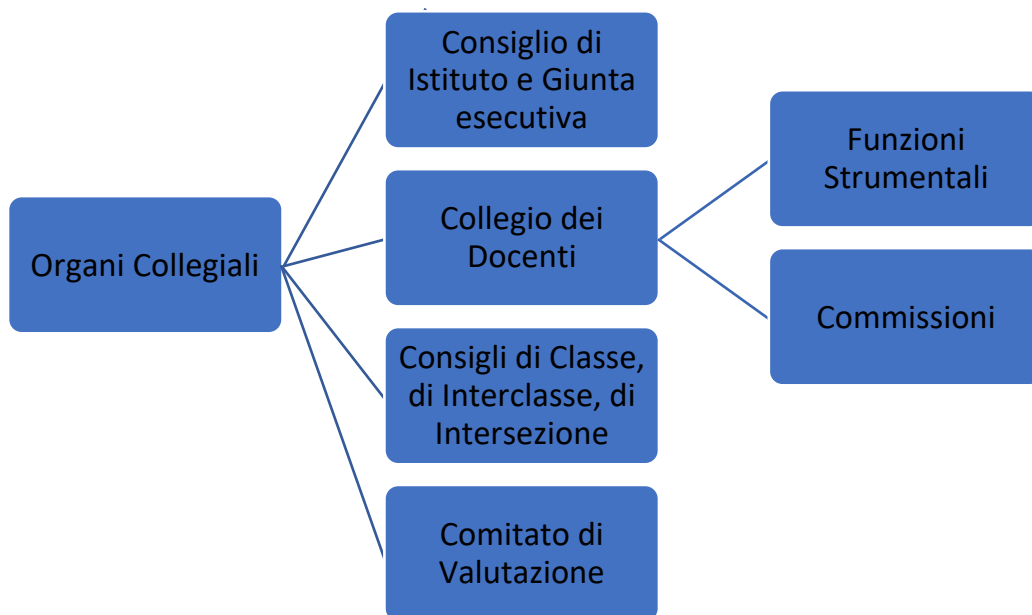 Organi Collegiali
Consiglio di
Istituto e Giunta
esecutiva
Collegio dei
Docenti
Consigli di Classe,
di Interclasse, di
Intersezione
Comitato di
Valutazione
Funzioni
Strumentali
Commissioni